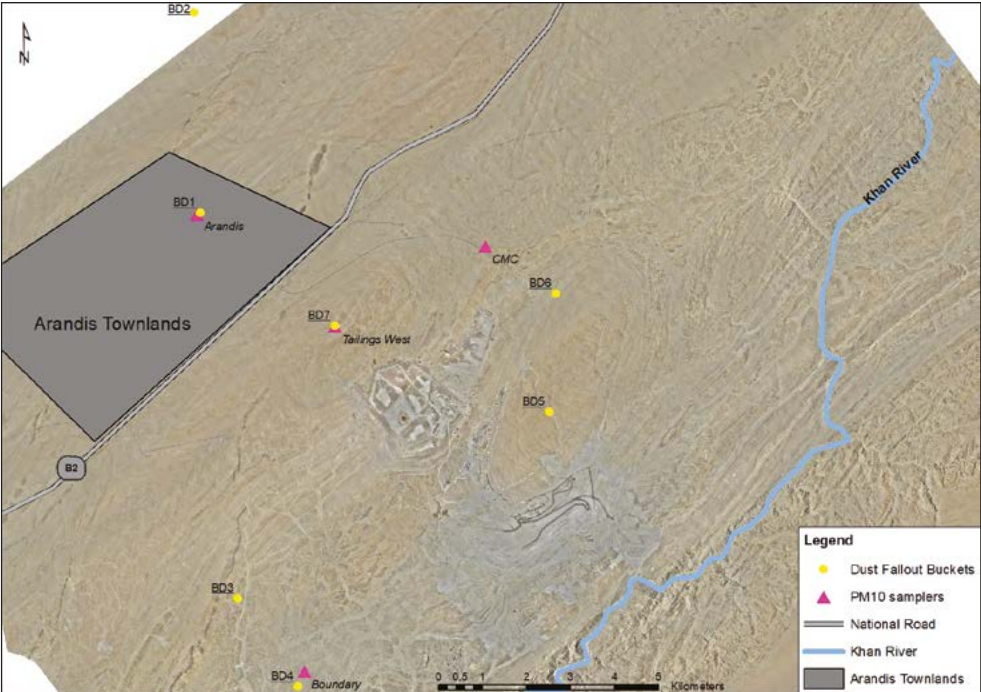 N
BD2
BD1
Arandis
Khan River
CMC
BD6
Arandis Townlands
BD7
Tailings West
BD5
B2
BD3
BD4
Boundary
0 0.5 1 2 3 4 5
Kilometers
Legend
Dust Fallout Buckets
PM10 samplers
National Road
Khan River
Arandis Townlands